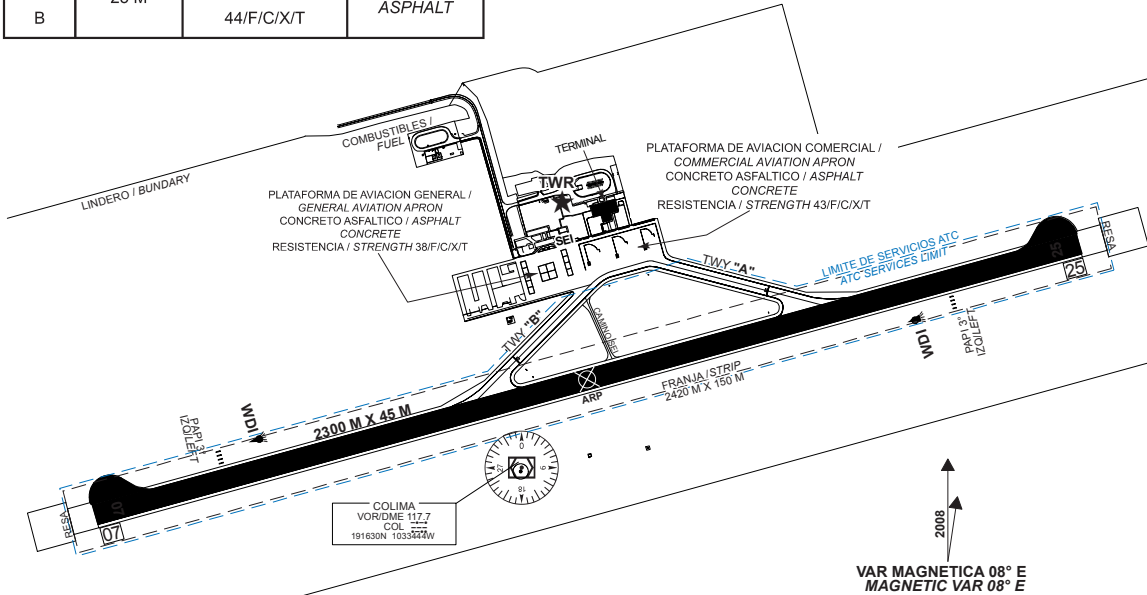 23 M
ASPHALT
B
44/F/C/X/T
COMBUSTIBLES /
FUEL
LINDERO / BUNDARY
TERMINAL
TWR
SEI
PLATAFORMA DE AVIACION COMERCIAL /
COMMERCIAL AVIATION APRON
CONCRETO ASFALTICO / ASPHALT
CONCRETE
RESISTENCIA / STRENGTH 43/F/C/X/T
PLATAFORMA DE AVIACION GENERAL /
GENERAL AVIATION APRON
CONCRETO ASFALTICO / ASPHALT
CONCRETE
RESISTENCIA / STRENGTH 38/F/C/X/T
TWY "A"
LIMITE DE SERVICIOS ATC
ATC SERVICES LIMIT
25
RESA
25
TWY "B"
CAMINO SEI
WDI
PAPI 3°
IZQ/LEFT
FRANJA / STRIP
2420 M X 150 M
ARP
2300 M X 45 M
WDI
PAPI 3°
IZQ/LEFT
07
RESA
07
0
9
18
27
COLIMA
VOR/DME 117.7
COL
191630N 1033444W
2008
VAR MAGNETICA 08° E
MAGNETIC VAR 08° E